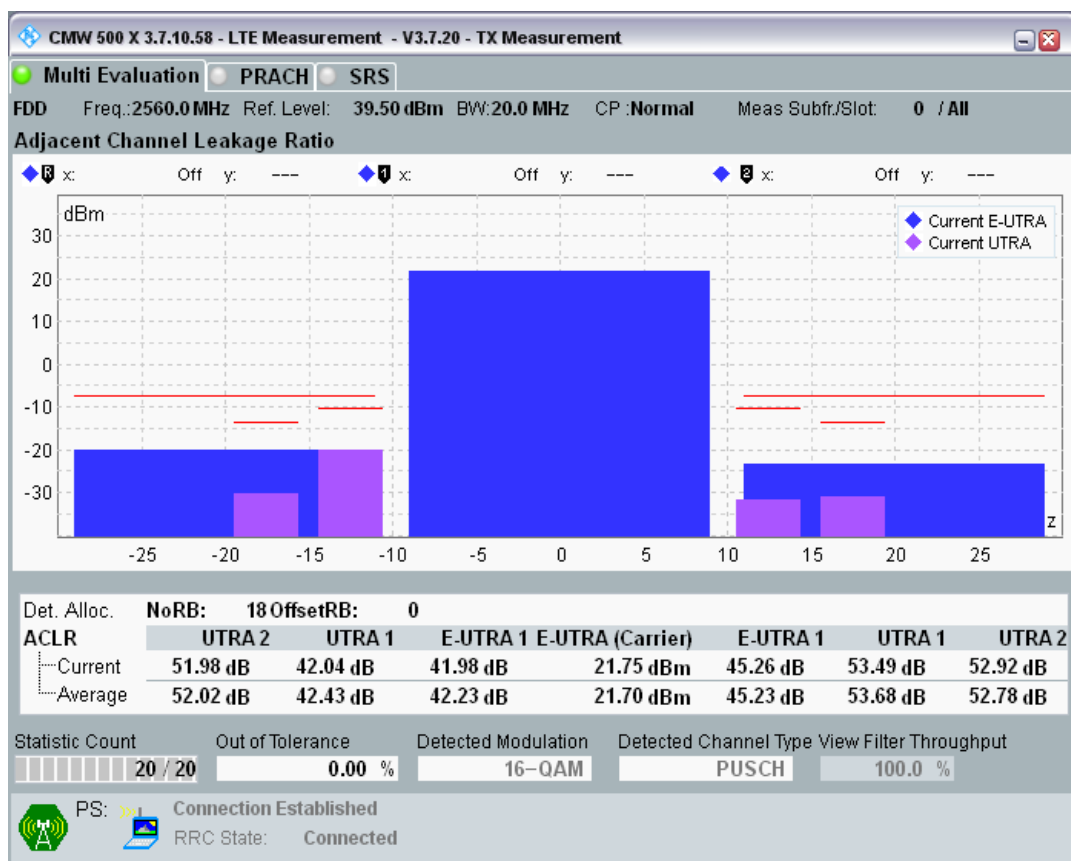 CMW 500 X 3.7.10.58 - LTE Measurement - V3.7.20 - TX Measurement
Multi Evaluation PRACH SRS
FDD Freq.:2560.0 MHz Ref. Level: 39.50 dBm BW:20.0 MHz CP :Normal Meas Subfr./Slot: 0 / All
Adjacent Channel Leakage Ratio
R x: Off y: --- 1 x: Off y: --- 2 x: Off y: ---
dBm
Current E-UTRA
Current UTRA
30
20
10
0
-10
-20
-30
z
-25 -20 -15 -10 -5 0 5 10 15 20 25
Det. Alloc. NoRB: 18 OffsetRB: 0
ACLR UTRA 2 UTRA 1 E-UTRA 1 E-UTRA (Carrier) E-UTRA 1 UTRA 1 UTRA 2
Current 51.98 dB 42.04 dB 41.98 dB 21.75 dBm 45.26 dB 53.49 dB 52.92 dB
Average 52.02 dB 42.43 dB 42.23 dB 21.70 dBm 45.23 dB 53.68 dB 52.78 dB
Statistic Count Out of Tolerance Detected Modulation Detected Channel Type View Filter Throughput
20 / 20 0.00 % 16-QAM PUSCH 100.0 %
PS: Connection Established
RRC State: Connected